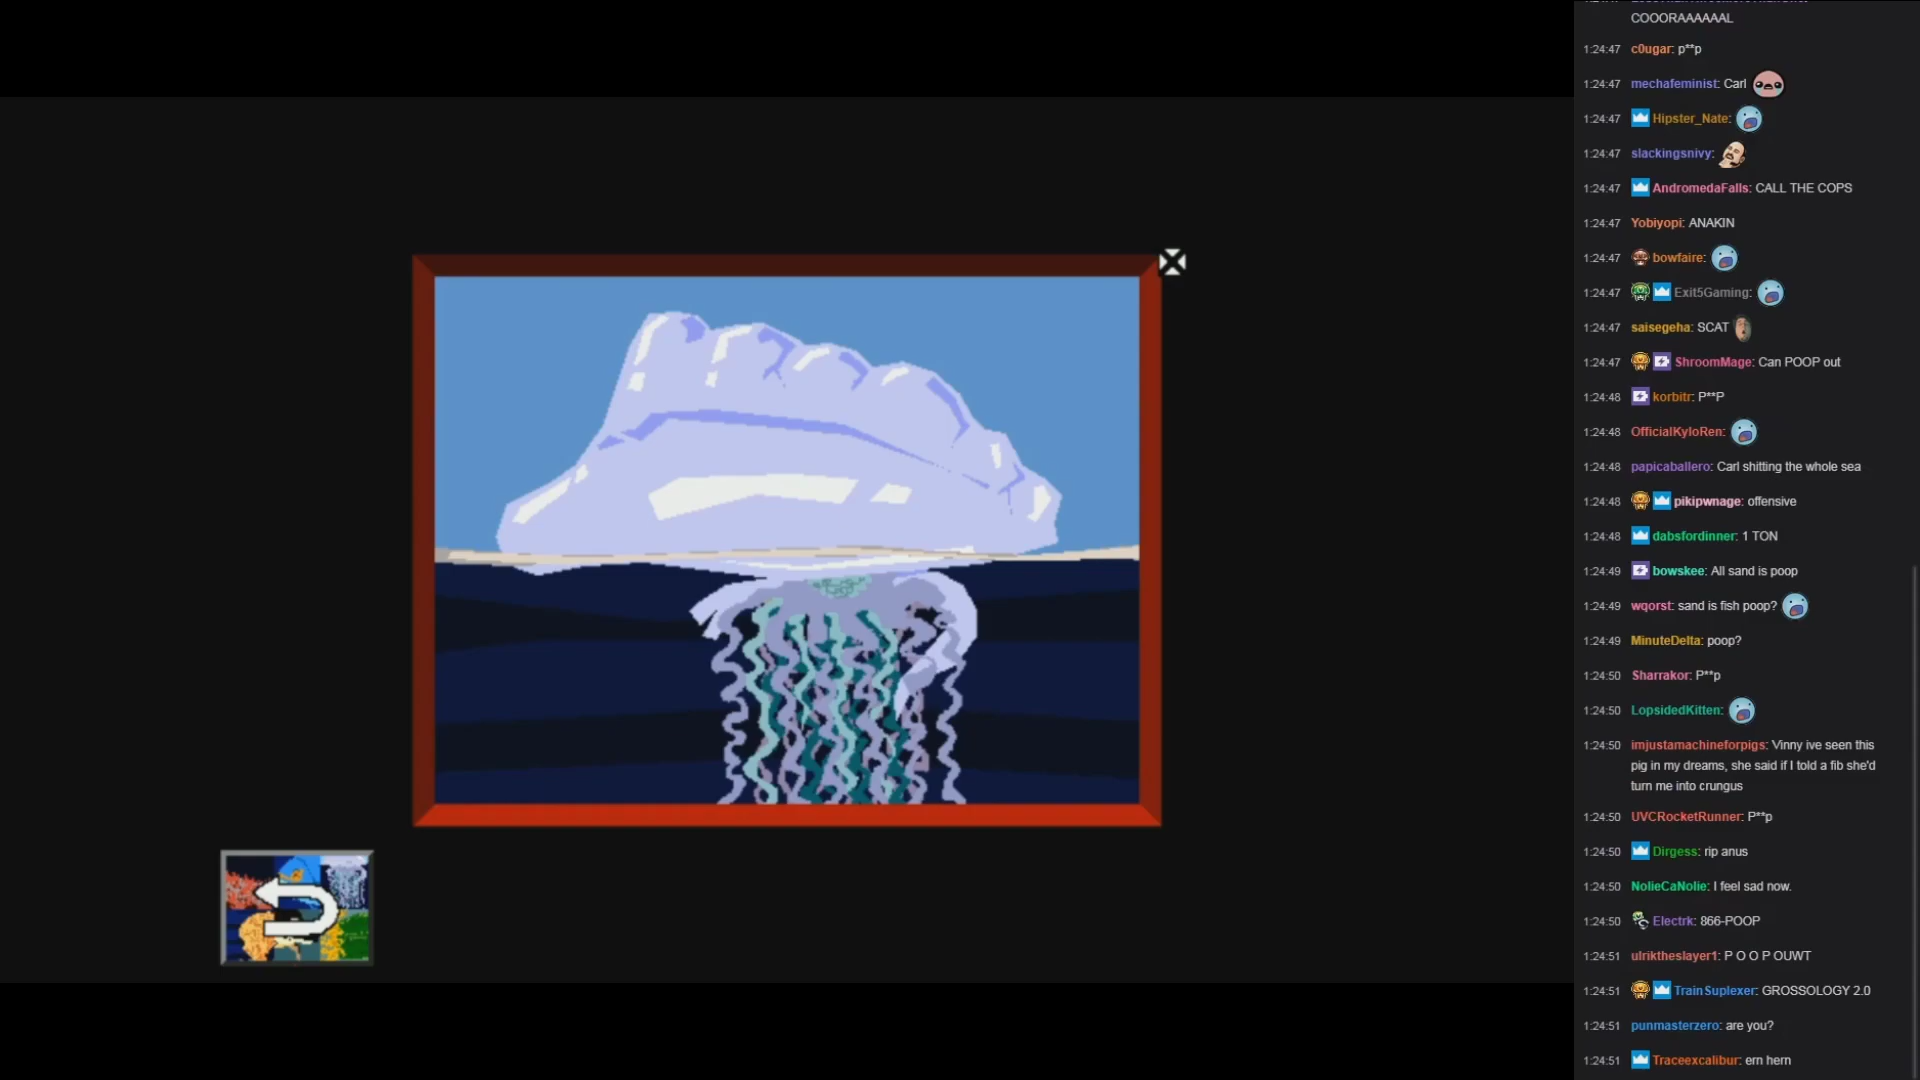 COOORAAAAAAL
1:24:47 c0ugar: p**p
1:24:47 mechafeminist: Carl
1:24:47 Hipster_Nate:
1:24:47 slackingsnivy:
1:24:47 AndromedaFalls: CALL THE COPS
1:24:47 Yobiyopi: ANAKIN
1:24:47 bowfaire:
1:24:47 Exit5Gaming:
1:24:47 saisegeha: SCAT
1:24:47 ShroomMage: Can POOP out
1:24:48 korbitr: P**P
1:24:48 OfficialKyloRen:
1:24:48 papicaballero: Carl shitting the whole sea
1:24:48 pikipwnage: offensive
1:24:48 dabsfordinner: 1 TON
1:24:49 bowskee: All sand is poop
1:24:49 wqorst: sand is fish poop?
1:24:49 MinuteDelta: poop?
1:24:50 Sharrakor: P**p
1:24:50 LopsidedKitten:
1:24:50 imjustamachineforpigs: Vinny ive seen this
pig in my dreams, she said if I told a fib she'd
turn me into crungus
1:24:50 UVCRocketRunner: P**p
1:24:50 Dirgess: rip anus
1:24:50 NolieCaNolie: I feel sad now.
1:24:50 Electrk: 866-POOP
1:24:51 ulriktheslayer1: P O O P OUWT
1:24:51 TrainSuplexer: GROSSOLOGY 2.0
1:24:51 punmasterzero: are you?
1:24:51 Traceexcalibur: ern hern